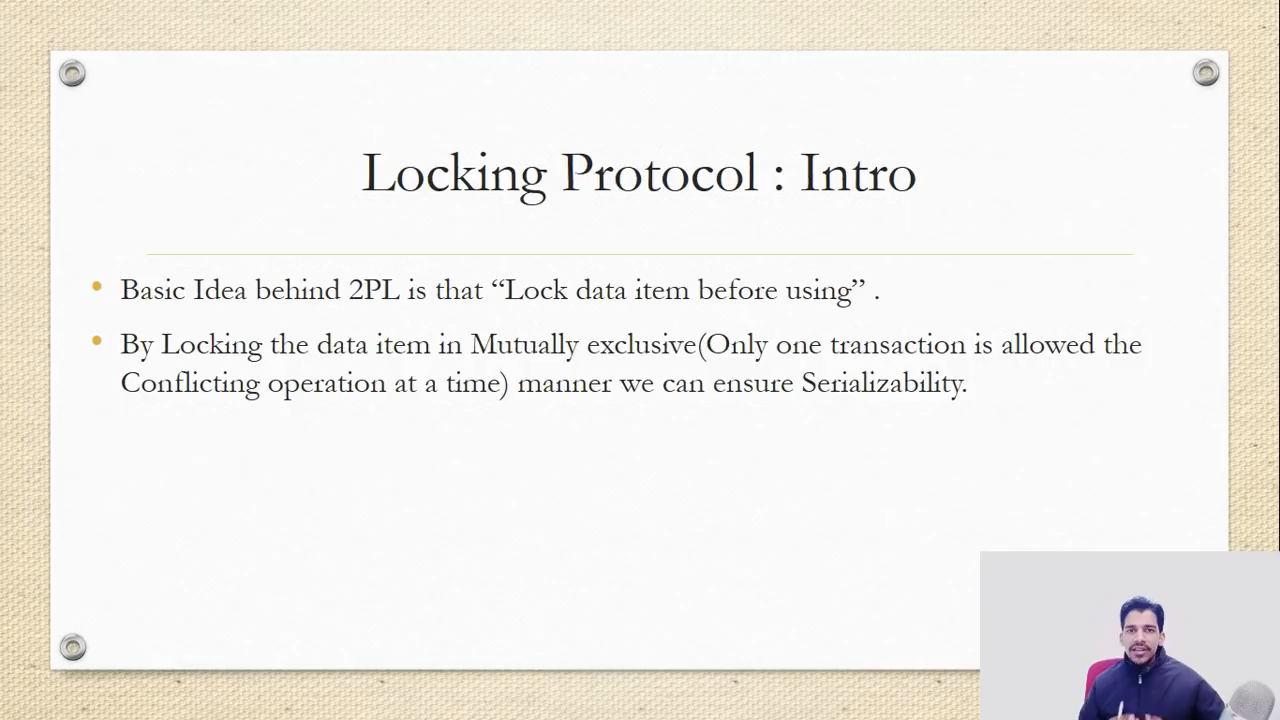 Locking Protocol : Intro
Basic Idea behind 2PL is that “Lock data item before using” .
By Locking the data item in Mutually exclusive(Only one transaction is allowed the
Conflicting operation at a time) manner we can ensure Serializability.